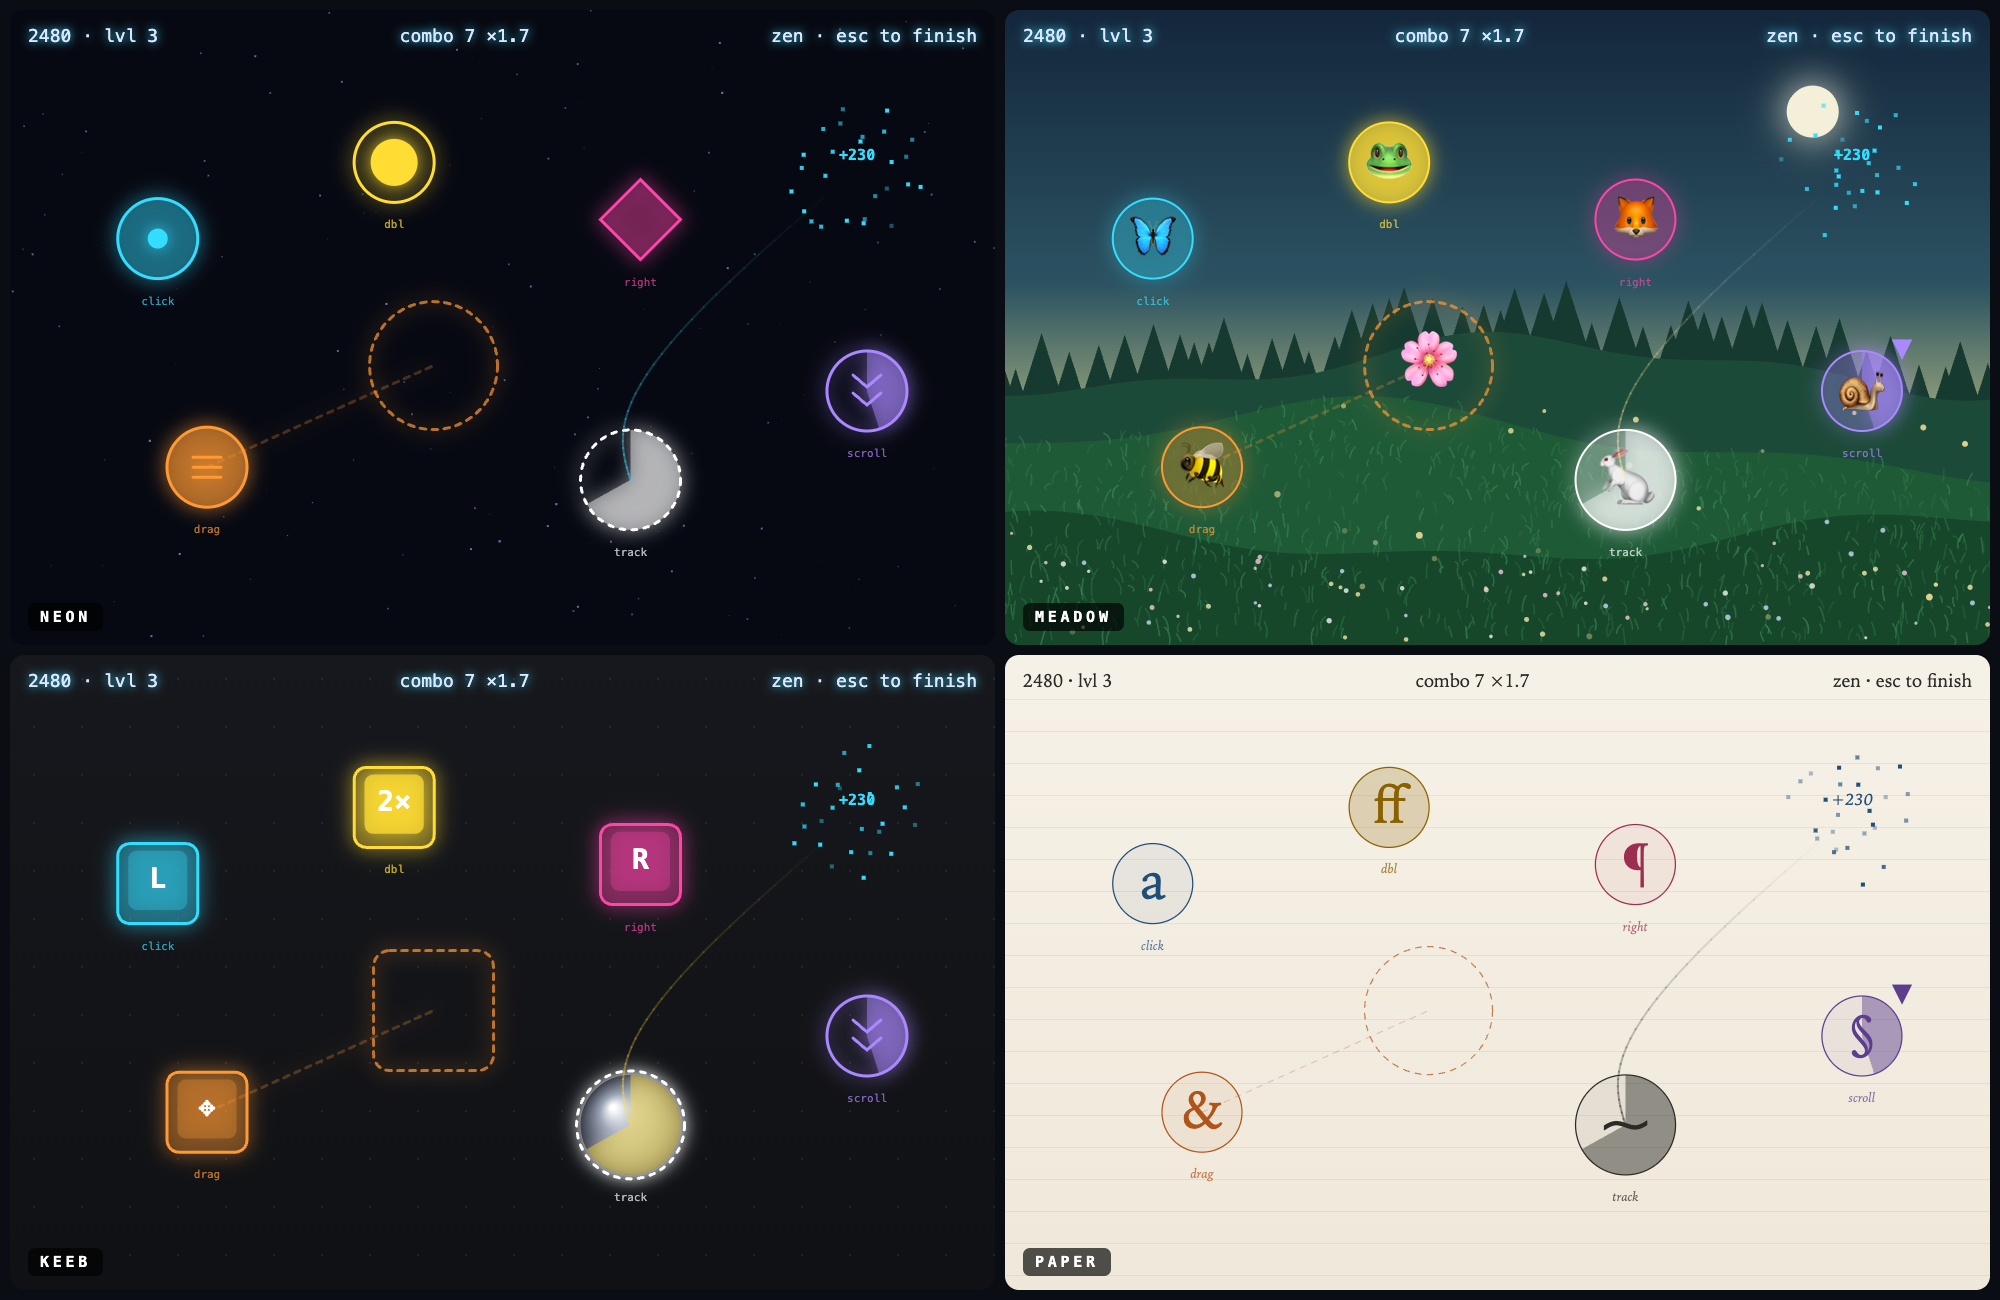 2480 · lvl 3
combo 7 ×1.7
zen · esc to finish
+230
dbl
right
click
scroll
drag
track
NEON
2480 · lvl 3
combo 7 ×1.7
zen · esc to finish
+230
dbl
right
click
scroll
drag
track
MEADOW
2480 · lvl 3
combo 7 ×1.7
zen · esc to finish
+230
2×
dbl
R
L
right
click
scroll
drag
track
KEEB
2480 · lvl 3
combo 7 ×1.7
zen · esc to finish
+230
ff
dbl
¶
a
right
click
§
scroll
&
~
drag
track
PAPER